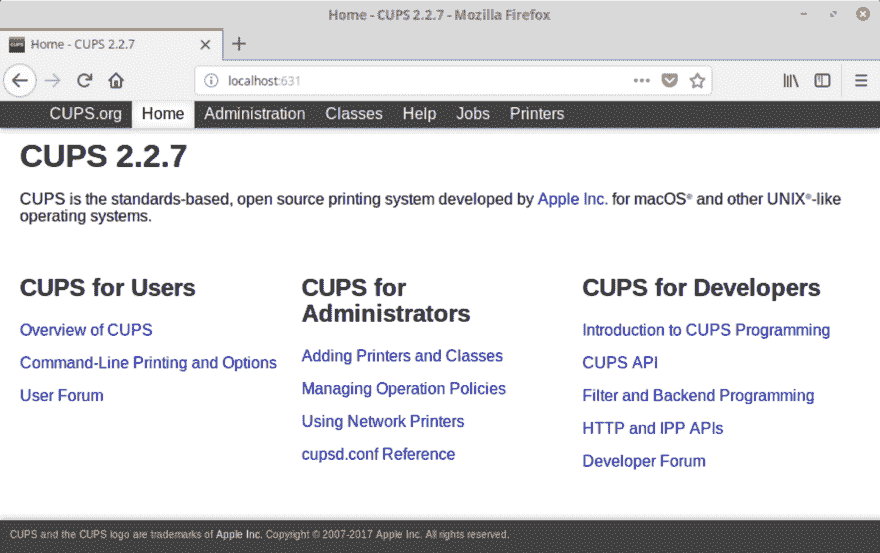 Home - CUPS 2.2.7 - Mozilla Firefox
CUPS Home - CUPS 2.2.7
localhost:631
CUPS.org Home Administration Classes Help Jobs Printers
CUPS 2.2.7
CUPS is the standards-based, open source printing system developed by Apple Inc. for macOS® and other UNIX®-like
operating systems.
CUPS for Users
Overview of CUPS
Command-Line Printing and Options
User Forum
CUPS for
Administrators
Adding Printers and Classes
Managing Operation Policies
Using Network Printers
cupsd.conf Reference
CUPS for Developers
Introduction to CUPS Programming
CUPS API
Filter and Backend Programming
HTTP and IPP APIs
Developer Forum
CUPS and the CUPS logo are trademarks of Apple Inc. Copyright © 2007-2017 Apple Inc. All rights reserved.